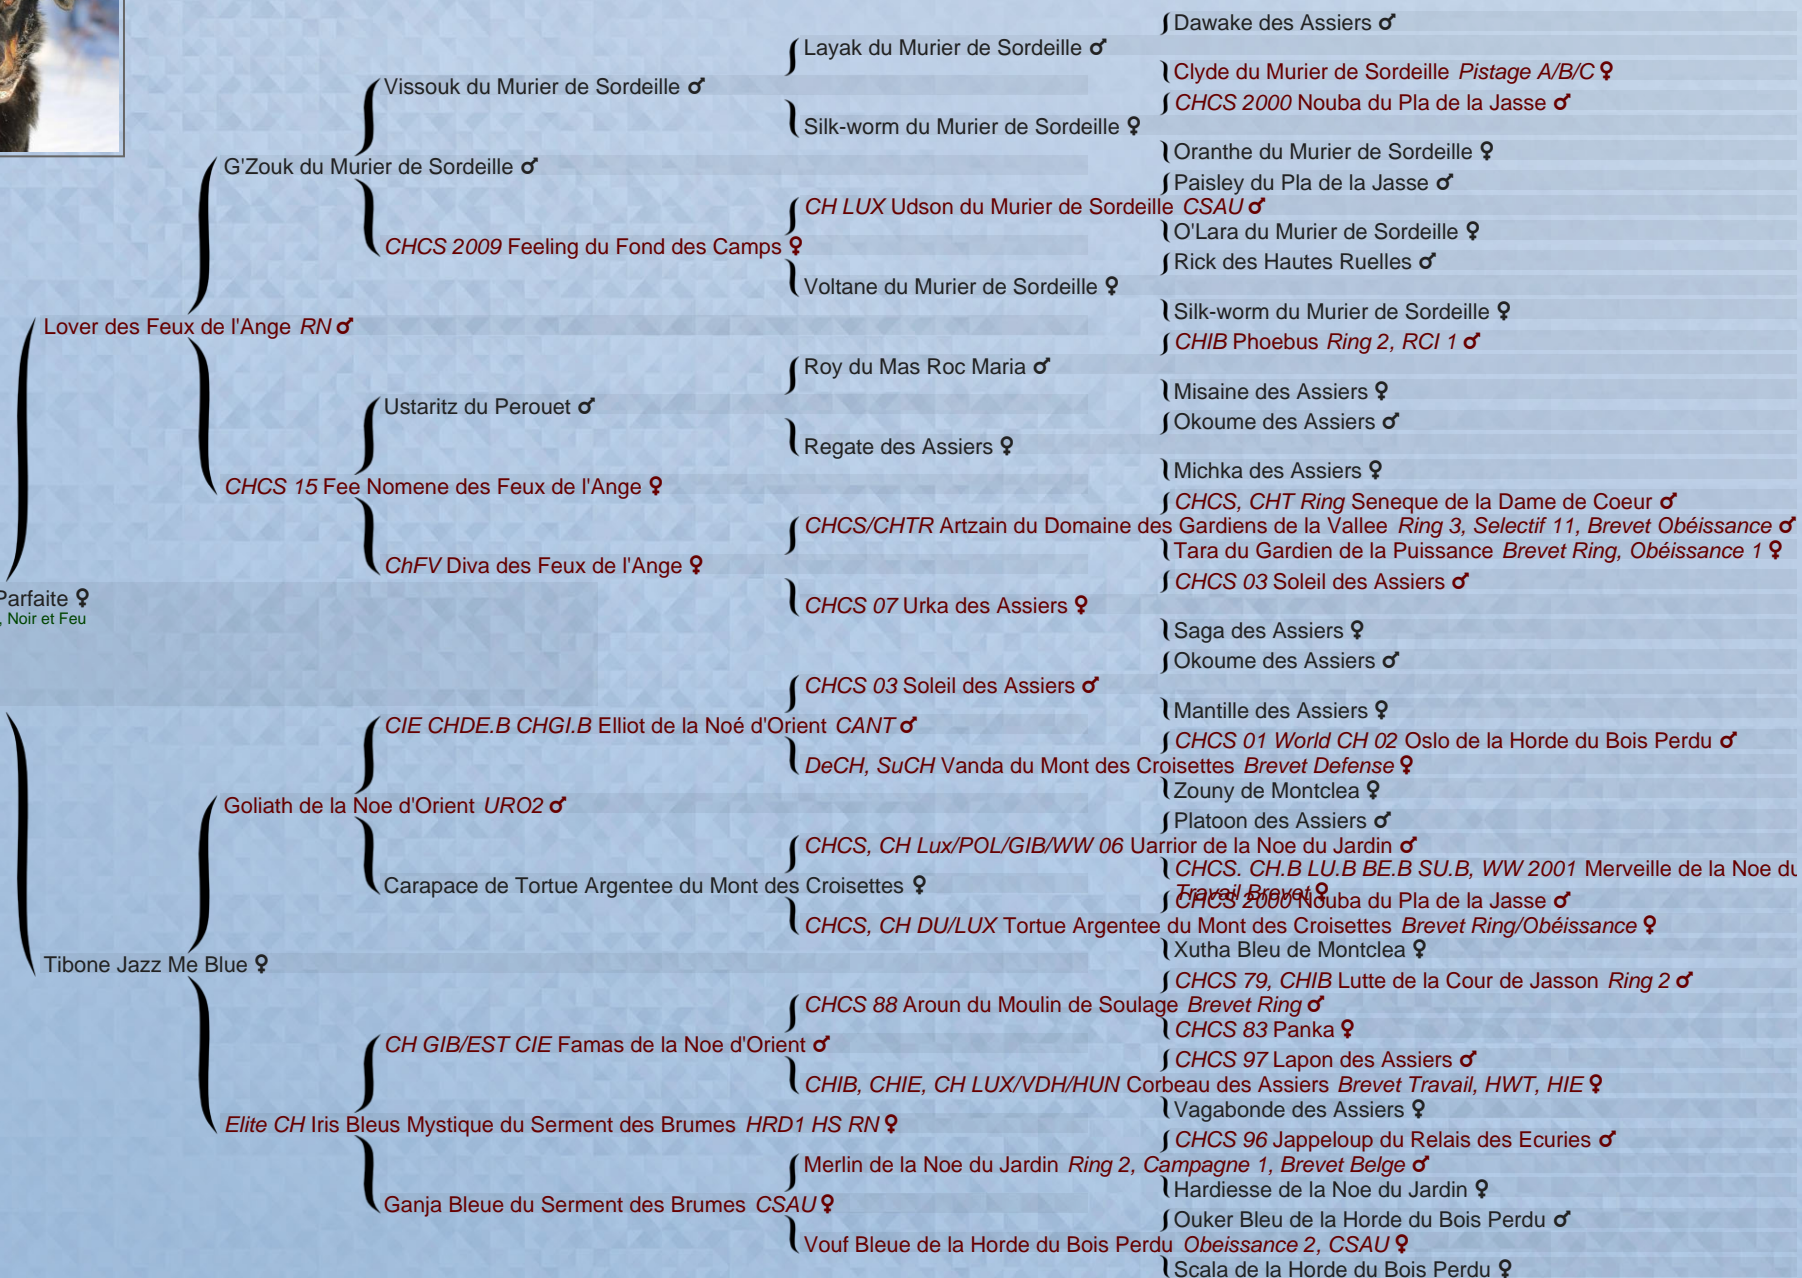 Dawake des Assiers ♂
Layak du Murier de Sordeille ♂
Clyde du Murier de Sordeille Pistage A/B/C ♀
Vissouk du Murier de Sordeille ♂
CHCS 2000 Nouba du Pla de la Jasse ♂
Silk-worm du Murier de Sordeille ♀
Oranthe du Murier de Sordeille ♀
G'Zouk du Murier de Sordeille ♂
Paisley du Pla de la Jasse ♂
CH LUX Udson du Murier de Sordeille CSAU ♂
O'Lara du Murier de Sordeille ♀
CHCS 2009 Feeling du Fond des Camps ♀
Rick des Hautes Ruelles ♂
Voltane du Murier de Sordeille ♀
Silk-worm du Murier de Sordeille ♀
Lover des Feux de l'Ange RN ♂
CHIB Phoebus Ring 2, RCI 1 ♂
Roy du Mas Roc Maria ♂
Misaine des Assiers ♀
Ustaritz du Perouet ♂
Okoume des Assiers ♂
Regate des Assiers ♀
Michka des Assiers ♀
CHCS 15 Fee Nomene des Feux de l'Ange ♀
CHCS, CHT Ring Seneque de la Dame de Coeur ♂
CHCS/CHTR Artzain du Domaine des Gardiens de la Vallee Ring 3, Selectif 11, Brevet Obéissance ♂
Tara du Gardien de la Puissance Brevet Ring, Obéissance 1 ♀
ChFV Diva des Feux de l'Ange ♀
CHCS 03 Soleil des Assiers ♂
CHCS 07 Urka des Assiers ♀
Saga des Assiers ♀
Parfaite ♀
, Noir et Feu
Okoume des Assiers ♂
CHCS 03 Soleil des Assiers ♂
Mantille des Assiers ♀
CIE CHDE.B CHGI.B Elliot de la Noé d'Orient CANT ♂
CHCS 01 World CH 02 Oslo de la Horde du Bois Perdu ♂
DeCH, SuCH Vanda du Mont des Croisettes Brevet Defense ♀
Zouny de Montclea ♀
Goliath de la Noe d'Orient URO2 ♂
Platoon des Assiers ♂
CHCS, CH Lux/POL/GIB/WW 06 Uarrior de la Noe du Jardin ♂
CHCS. CH.B LU.B BE.B SU.B, WW 2001 Merveille de la Noe du
Travail Brevet ♀
Carapace de Tortue Argentee du Mont des Croisettes ♀
CHCS 2000 Nouba du Pla de la Jasse ♂
CHCS, CH DU/LUX Tortue Argentee du Mont des Croisettes Brevet Ring/Obéissance ♀
Xutha Bleu de Montclea ♀
Tibone Jazz Me Blue ♀
CHCS 79, CHIB Lutte de la Cour de Jasson Ring 2 ♂
CHCS 88 Aroun du Moulin de Soulage Brevet Ring ♂
CHCS 83 Panka ♀
CH GIB/EST CIE Famas de la Noe d'Orient ♂
CHCS 97 Lapon des Assiers ♂
CHIB, CHIE, CH LUX/VDH/HUN Corbeau des Assiers Brevet Travail, HWT, HIE ♀
Vagabonde des Assiers ♀
Elite CH Iris Bleus Mystique du Serment des Brumes HRD1 HS RN ♀
CHCS 96 Jappeloup du Relais des Ecuries ♂
Merlin de la Noe du Jardin Ring 2, Campagne 1, Brevet Belge ♂
Hardiesse de la Noe du Jardin ♀
Ganja Bleue du Serment des Brumes CSAU ♀
Ouker Bleu de la Horde du Bois Perdu ♂
Vouf Bleue de la Horde du Bois Perdu Obeissance 2, CSAU ♀
Scala de la Horde du Bois Perdu ♀